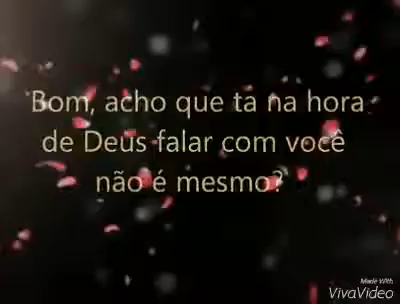 Bom, acho que ta na hora
de Deus falar com você
não é mesmo?
Made With
VivaVideo